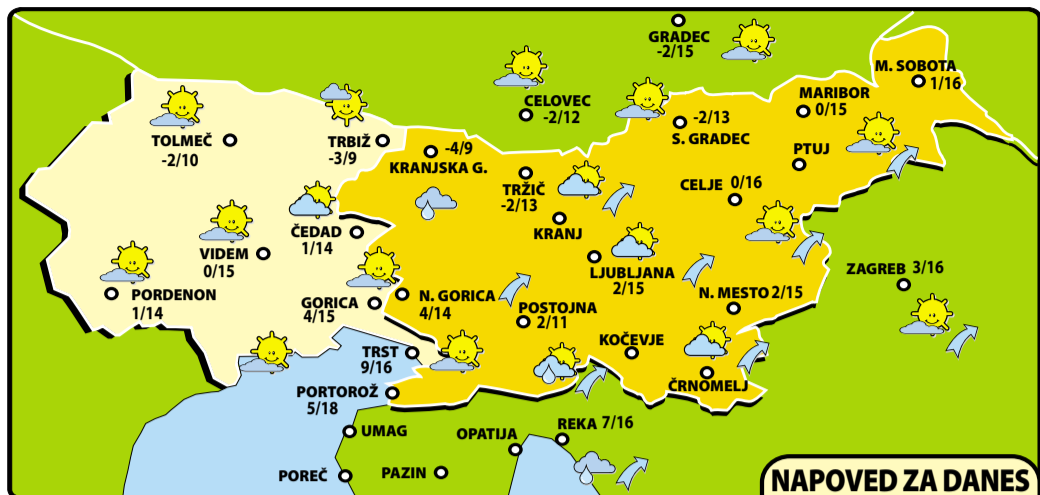 GRADEC
-2/15
M. SOBOTA
1/16
CELOVEC
-2/12
MARIBOR
0/15
-2/13
S. GRADEC
TOLMEČ
-2/10
TRBIŽ
-3/9
-4/9
KRANJSKA G.
TRŽIČ
-2/13
PTUJ
CELJE 0/16
KRANJ
ČEDAD
1/14
VIDEM
0/15
LJUBLJANA
2/15
ZAGREB 3/16
PORDENON
1/14
GORICA
4/15
N. GORICA
4/14
N. MESTO 2/15
POSTOJNA
2/11
KOČEVJE
TRST
9/16
ČRNOMELJ
PORTOROŽ
5/18
UMAG
OPATIJA
REKA 7/16
POREČ
PAZIN
NAPOVED ZA DANES